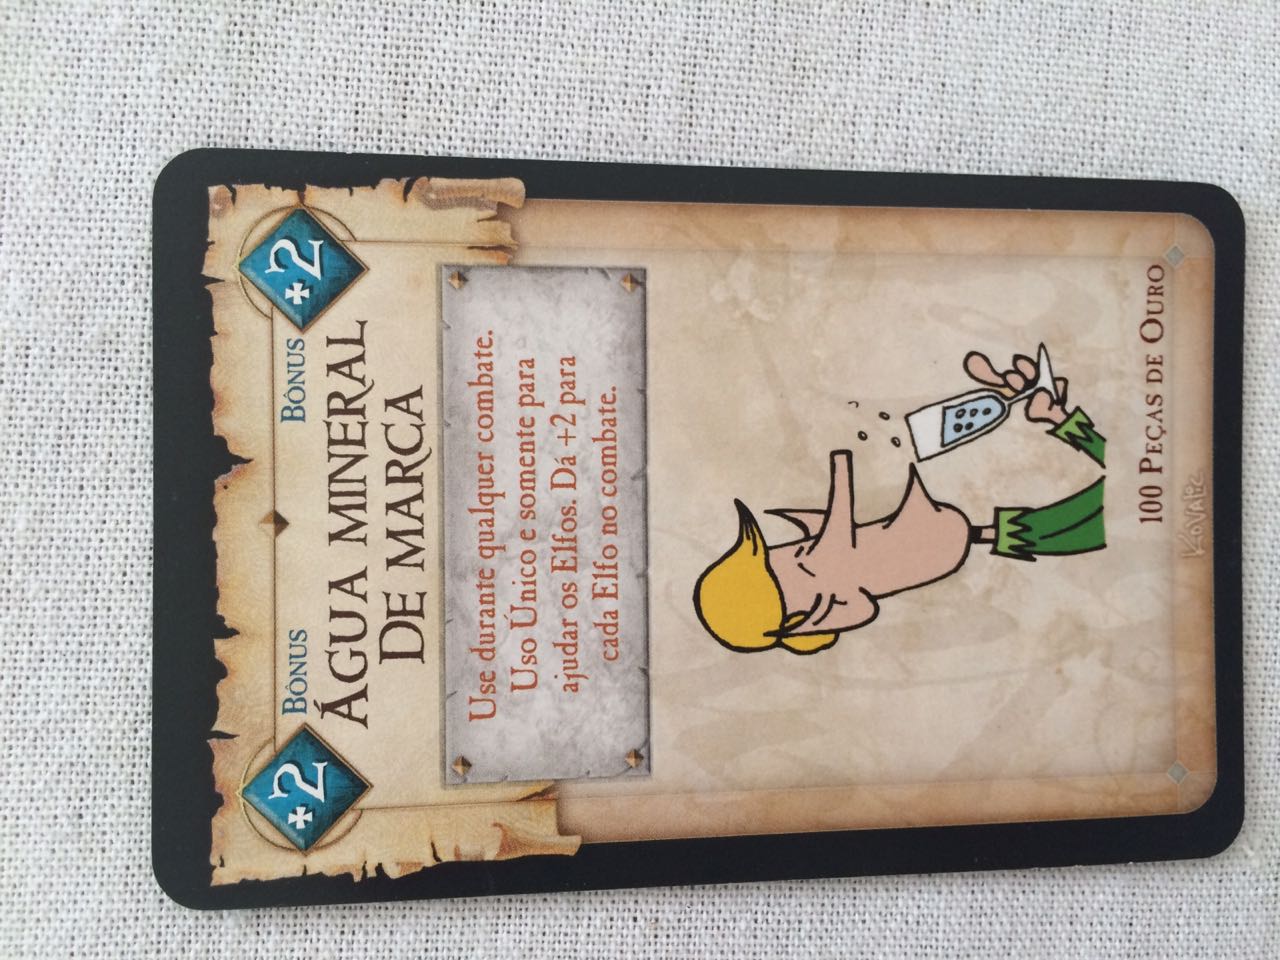 +2 BÔNUS BÔNUS +2
ÁGUA MINERAL
DE MARCA
Use durante qualquer combate.
Uso Único e somente para
ajudar os Elfos. Dá +2 para
cada Elfo no combate.
100 PEÇAS DE OURO
KOVALIC